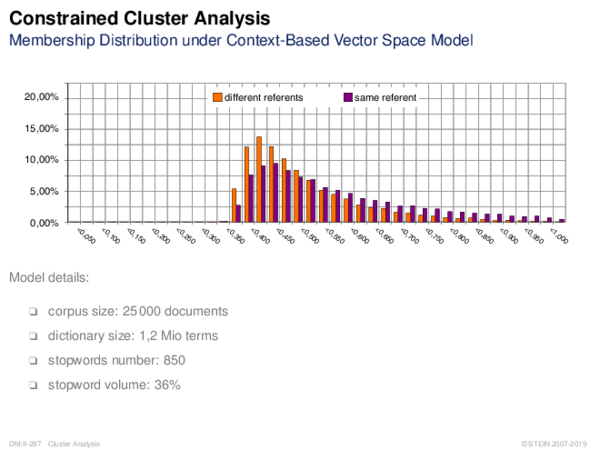 Constrained Cluster Analysis
Membership Distribution under Context-Based Vector Space Model
different referents
same referent
20,00%
15,00%
10,00%
5,00%
0,00%
<0,050 <0,100 <0,150 <0,200 <0,250 <0,300 <0,350 <0,400 <0,450 <0,500 <0,550 <0,600 <0,650 <0,700 <0,750 <0,800 <0,850 <0,900 <0,950 <1,000
Model details:
❑ corpus size: 25 000 documents
❑ dictionary size: 1,2 Mio terms
❑ stopwords number: 850
❑ stopword volume: 36%
DM:II-287 Cluster Analysis
© STEIN 2007-2019